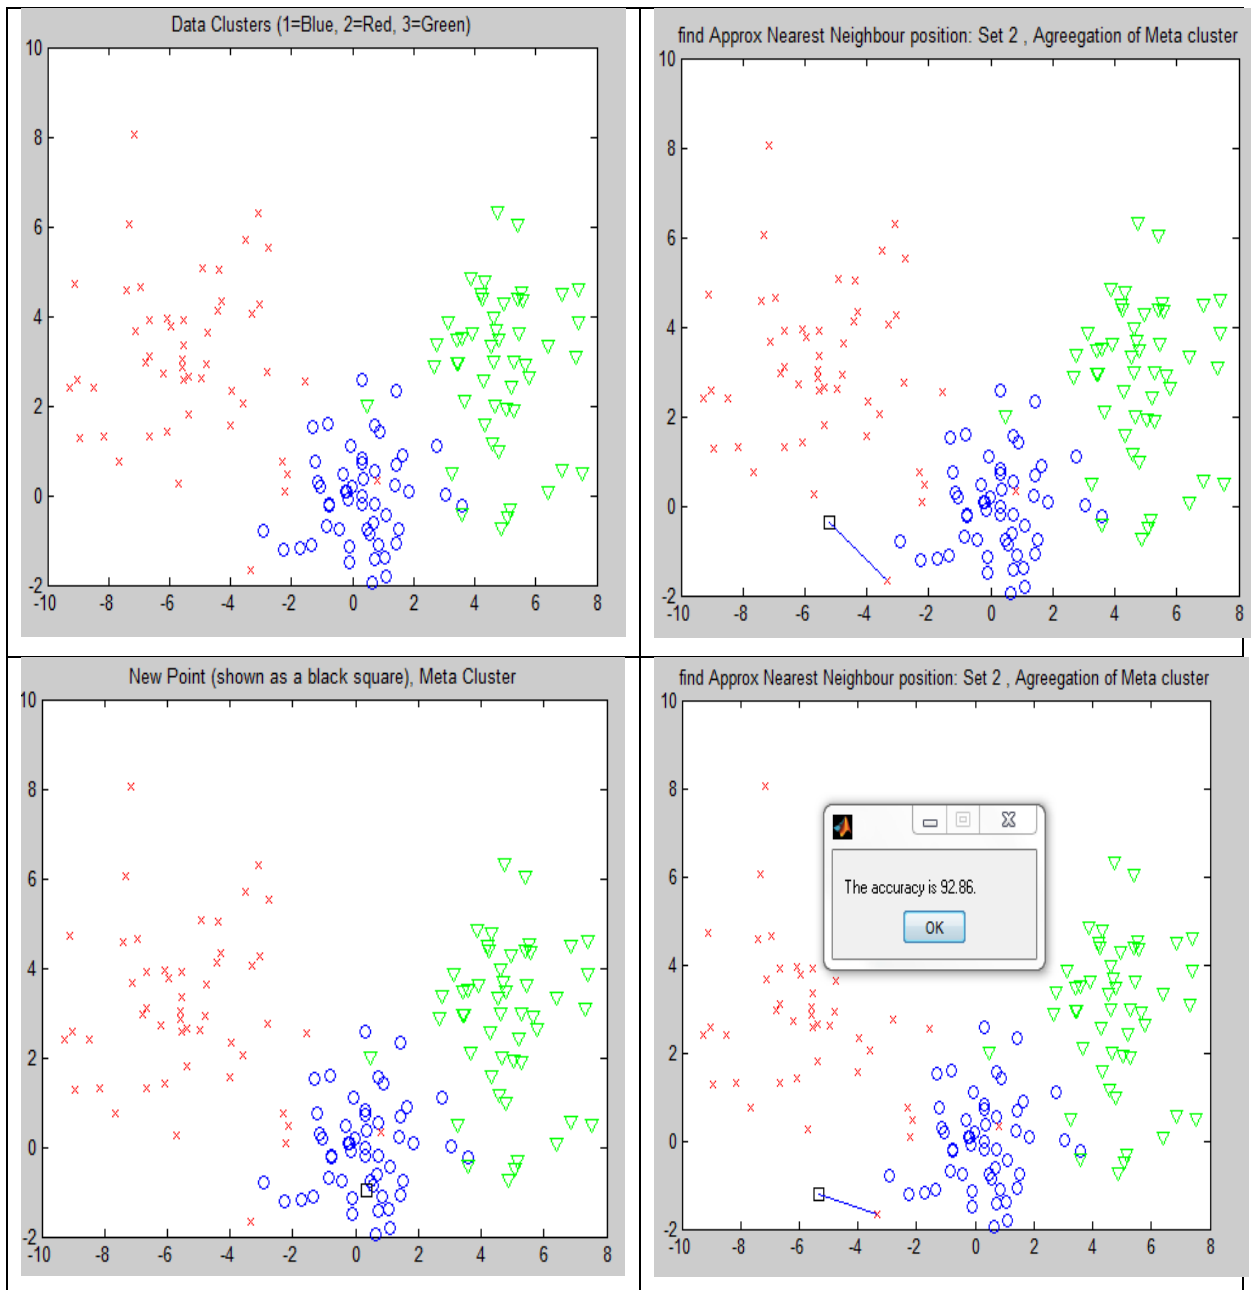 Data Clusters (1=Blue, 2=Red, 3=Green)
10
8
6
4
2
0
-2
-10 -8 -6 -4 -2 0 2 4 6 8
find Approx Nearest Neighbour position: Set 2 , Agreegation of Meta cluster
10
8
6
4
2
0
-2
-10 -8 -6 -4 -2 0 2 4 6 8
New Point (shown as a black square), Meta Cluster
10
8
6
4
2
0
-2
-10 -8 -6 -4 -2 0 2 4 6 8
find Approx Nearest Neighbour position: Set 2 , Agreegation of Meta cluster
10
8
6
4
2
0
-2
-10 -8 -6 -4 -2 0 2 4 6 8
The accuracy is 92.86.
OK